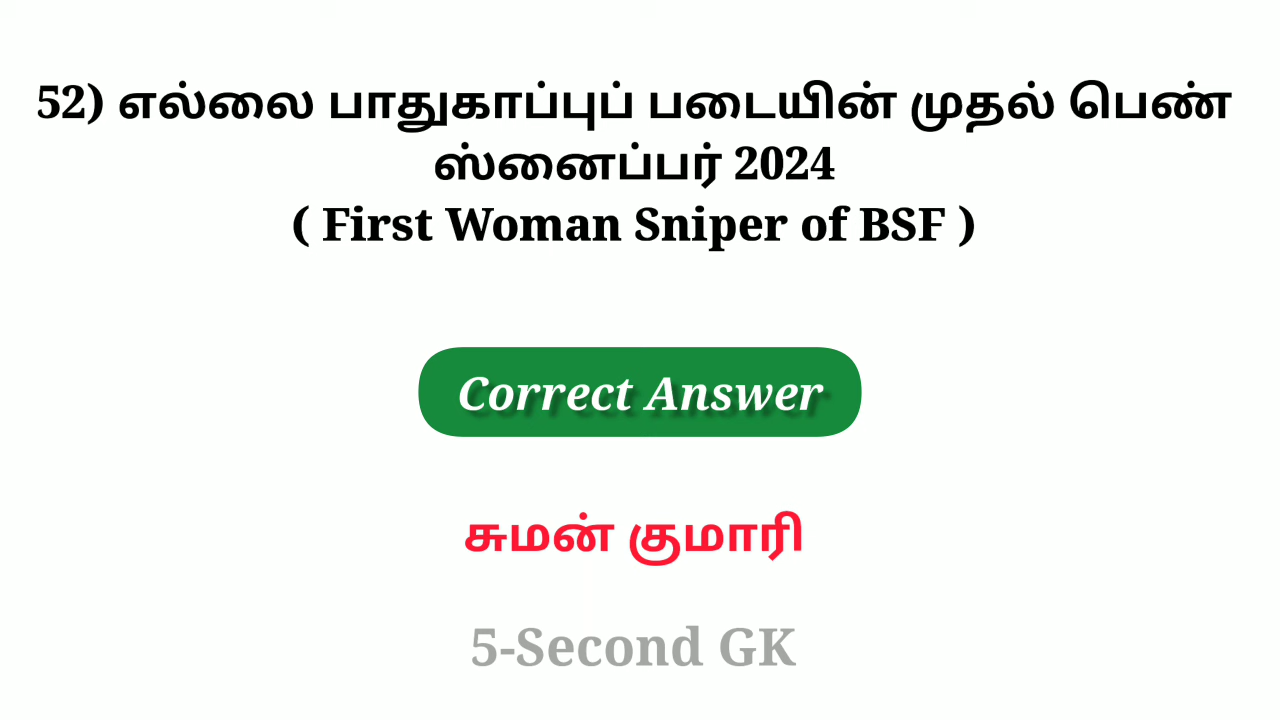 52) எல்லை பாதுகாப்புப் படையின் முதல் பெண்
ஸ்னைப்பர் 2024
( First Woman Sniper of BSF )
Correct Answer
சுமன் குமாரி
5-Second GK